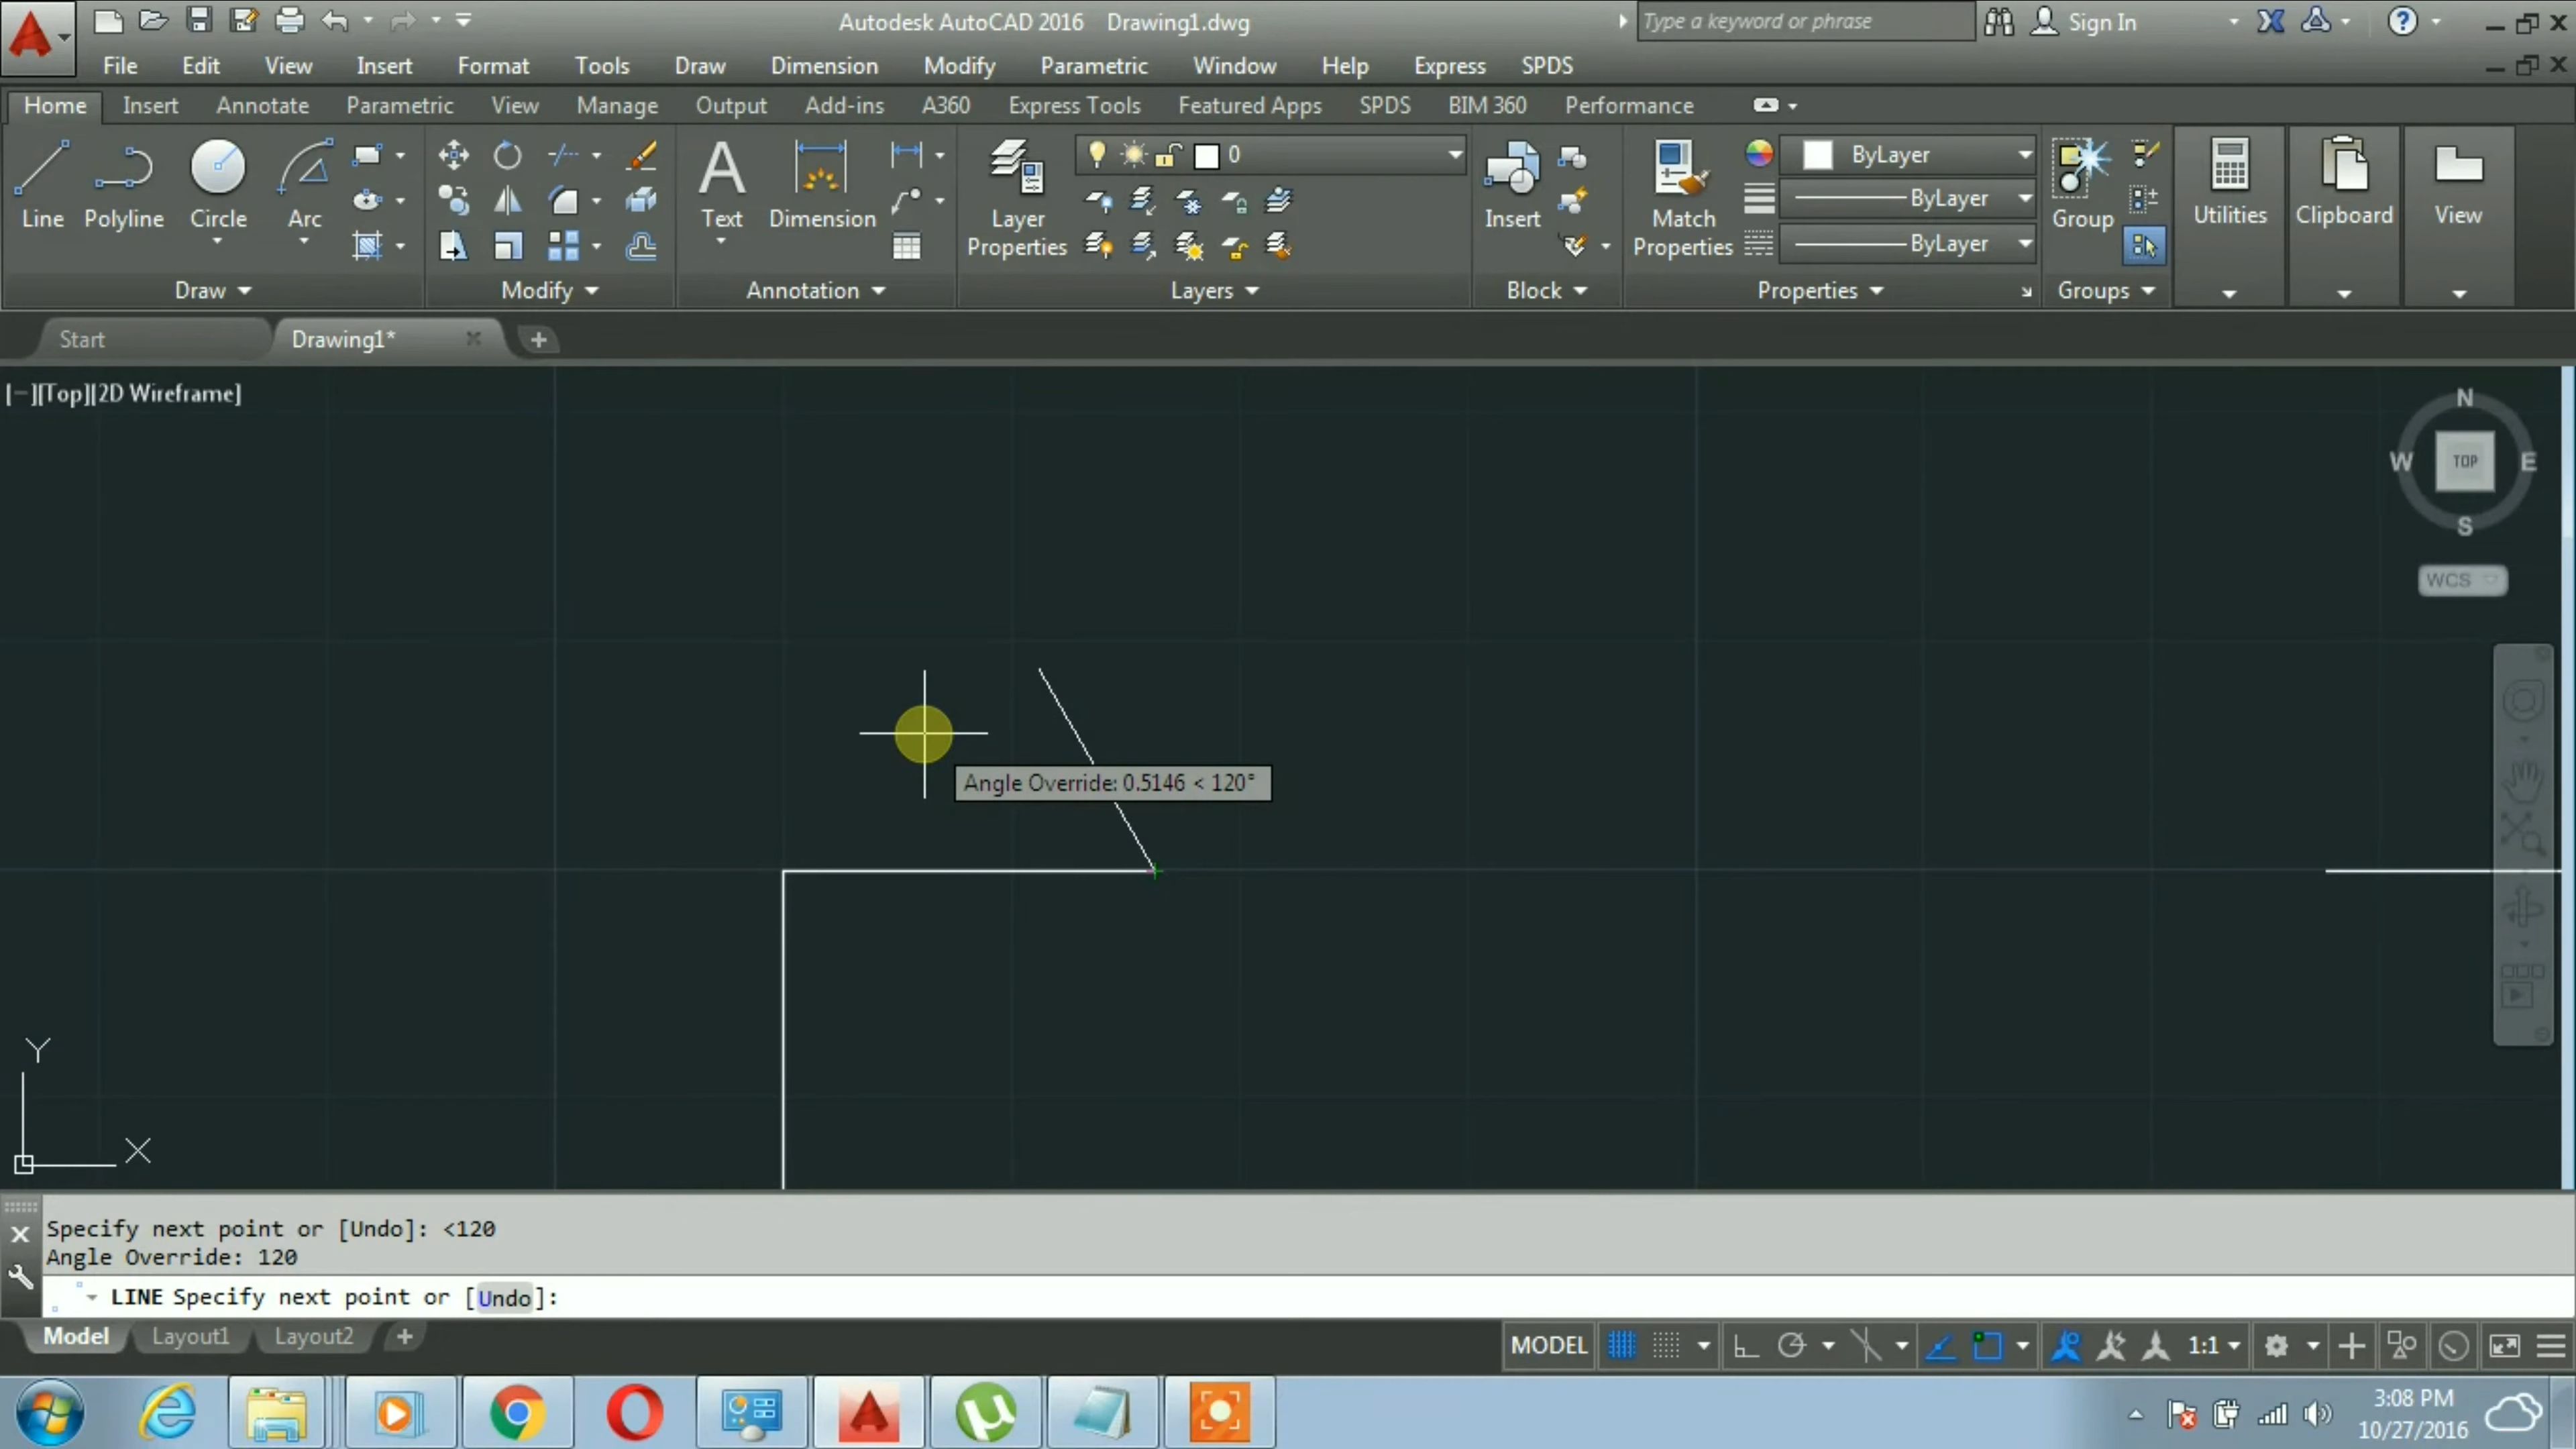 Autodesk AutoCAD 2016 Drawing1.dwg
Type a keyword or phrase
Sign In
File Edit View Insert Format Tools Draw Dimension Modify Parametric Window Help Express SPDS
Home Insert Annotate Parametric View Manage Output Add-ins A360 Express Tools Featured Apps SPDS BIM 360 Performance
0
ByLayer
ByLayer
ByLayer
Line Polyline Circle Arc
A
Text Dimension
Layer
Properties
Insert
Match
Properties
Group
Utilities
Clipboard
View
Draw Modify Annotation Layers Block Properties Groups
Start
Drawing1*
[−][Top][2D Wireframe]
N
W TOP E
S
WCS
Angle Override: 0.5146 < 120°
Y
X
Specify next point or [Undo]: <120
Angle Override: 120
LINE Specify next point or [Undo]:
Model Layout1 Layout2
MODEL
1:1
3:08 PM
10/27/2016